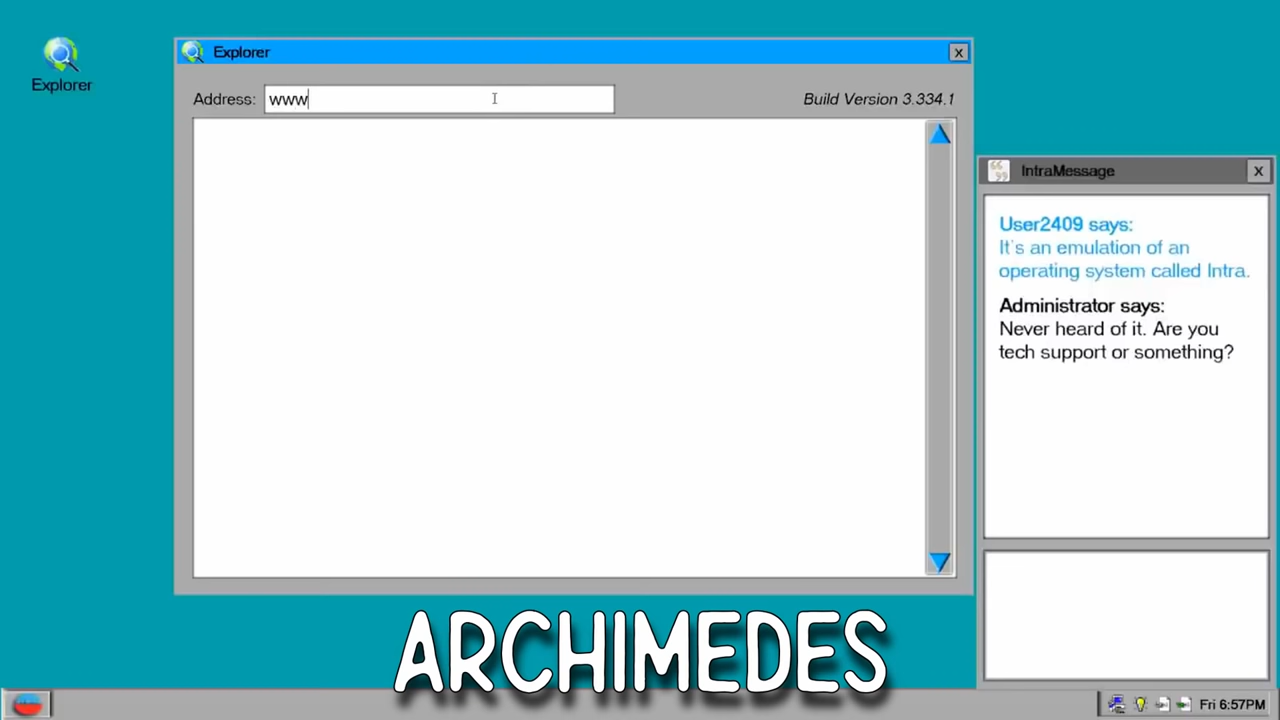 Explorer
Explorer
X
Address: www
Build Version 3.334.1
IntraMessage
X
User2409 says:
It's an emulation of an
operating system called Intra.
Administrator says:
Never heard of it. Are you
tech support or something?
ARCHIMEDES
Fri 6:57PM